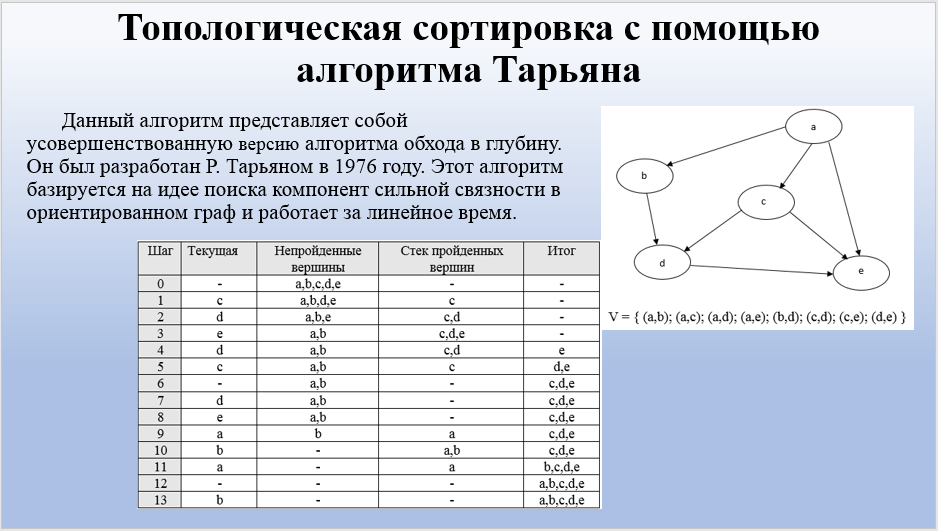 Топологическая сортировка с помощью
алгоритма Тарьяна
Данный алгоритм представляет собой
усовершенствованную версию алгоритма обхода в глубину.
Он был разработан Р. Тарьяном в 1976 году. Этот алгоритм
базируется на идее поиска компонент сильной связности в
ориентированном граф и работает за линейное время.
a
b
c
d
e
V = { (a,b); (a,c); (a,d); (a,e); (b,d); (c,d); (c,e); (d,e) }
Шаг Текущая Непройденные вершины Стек пройденных вершин Итог
0 - a,b,c,d,e - -
1 c a,b,d,e c -
2 d a,b,e c,d -
3 e a,b c,d,e -
4 d a,b c,d e
5 c a,b c d,e
6 - a,b - c,d,e
7 d a,b - c,d,e
8 e a,b - c,d,e
9 a b a c,d,e
10 b - a,b c,d,e
11 a - a b,c,d,e
12 - - - a,b,c,d,e
13 b - - a,b,c,d,e